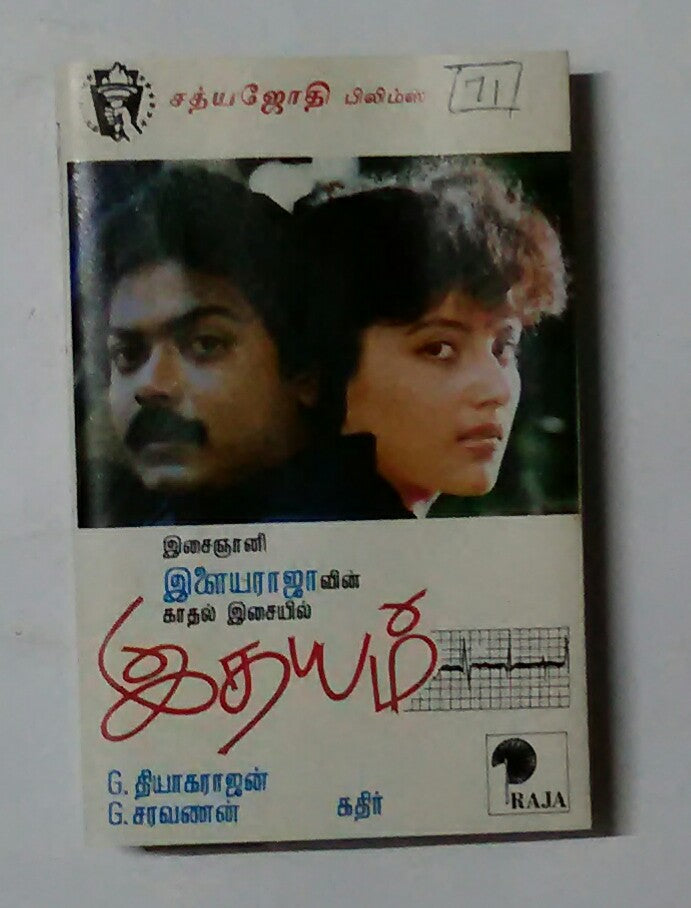 சத்யஜோதி பிலிம்ஸ் 71
இசைஞானி
இளையராஜாவின்
காதல் இசையில்
இதயம்
G. தியாகராஜன்
G. சரவணன் கதிர்
RAJA